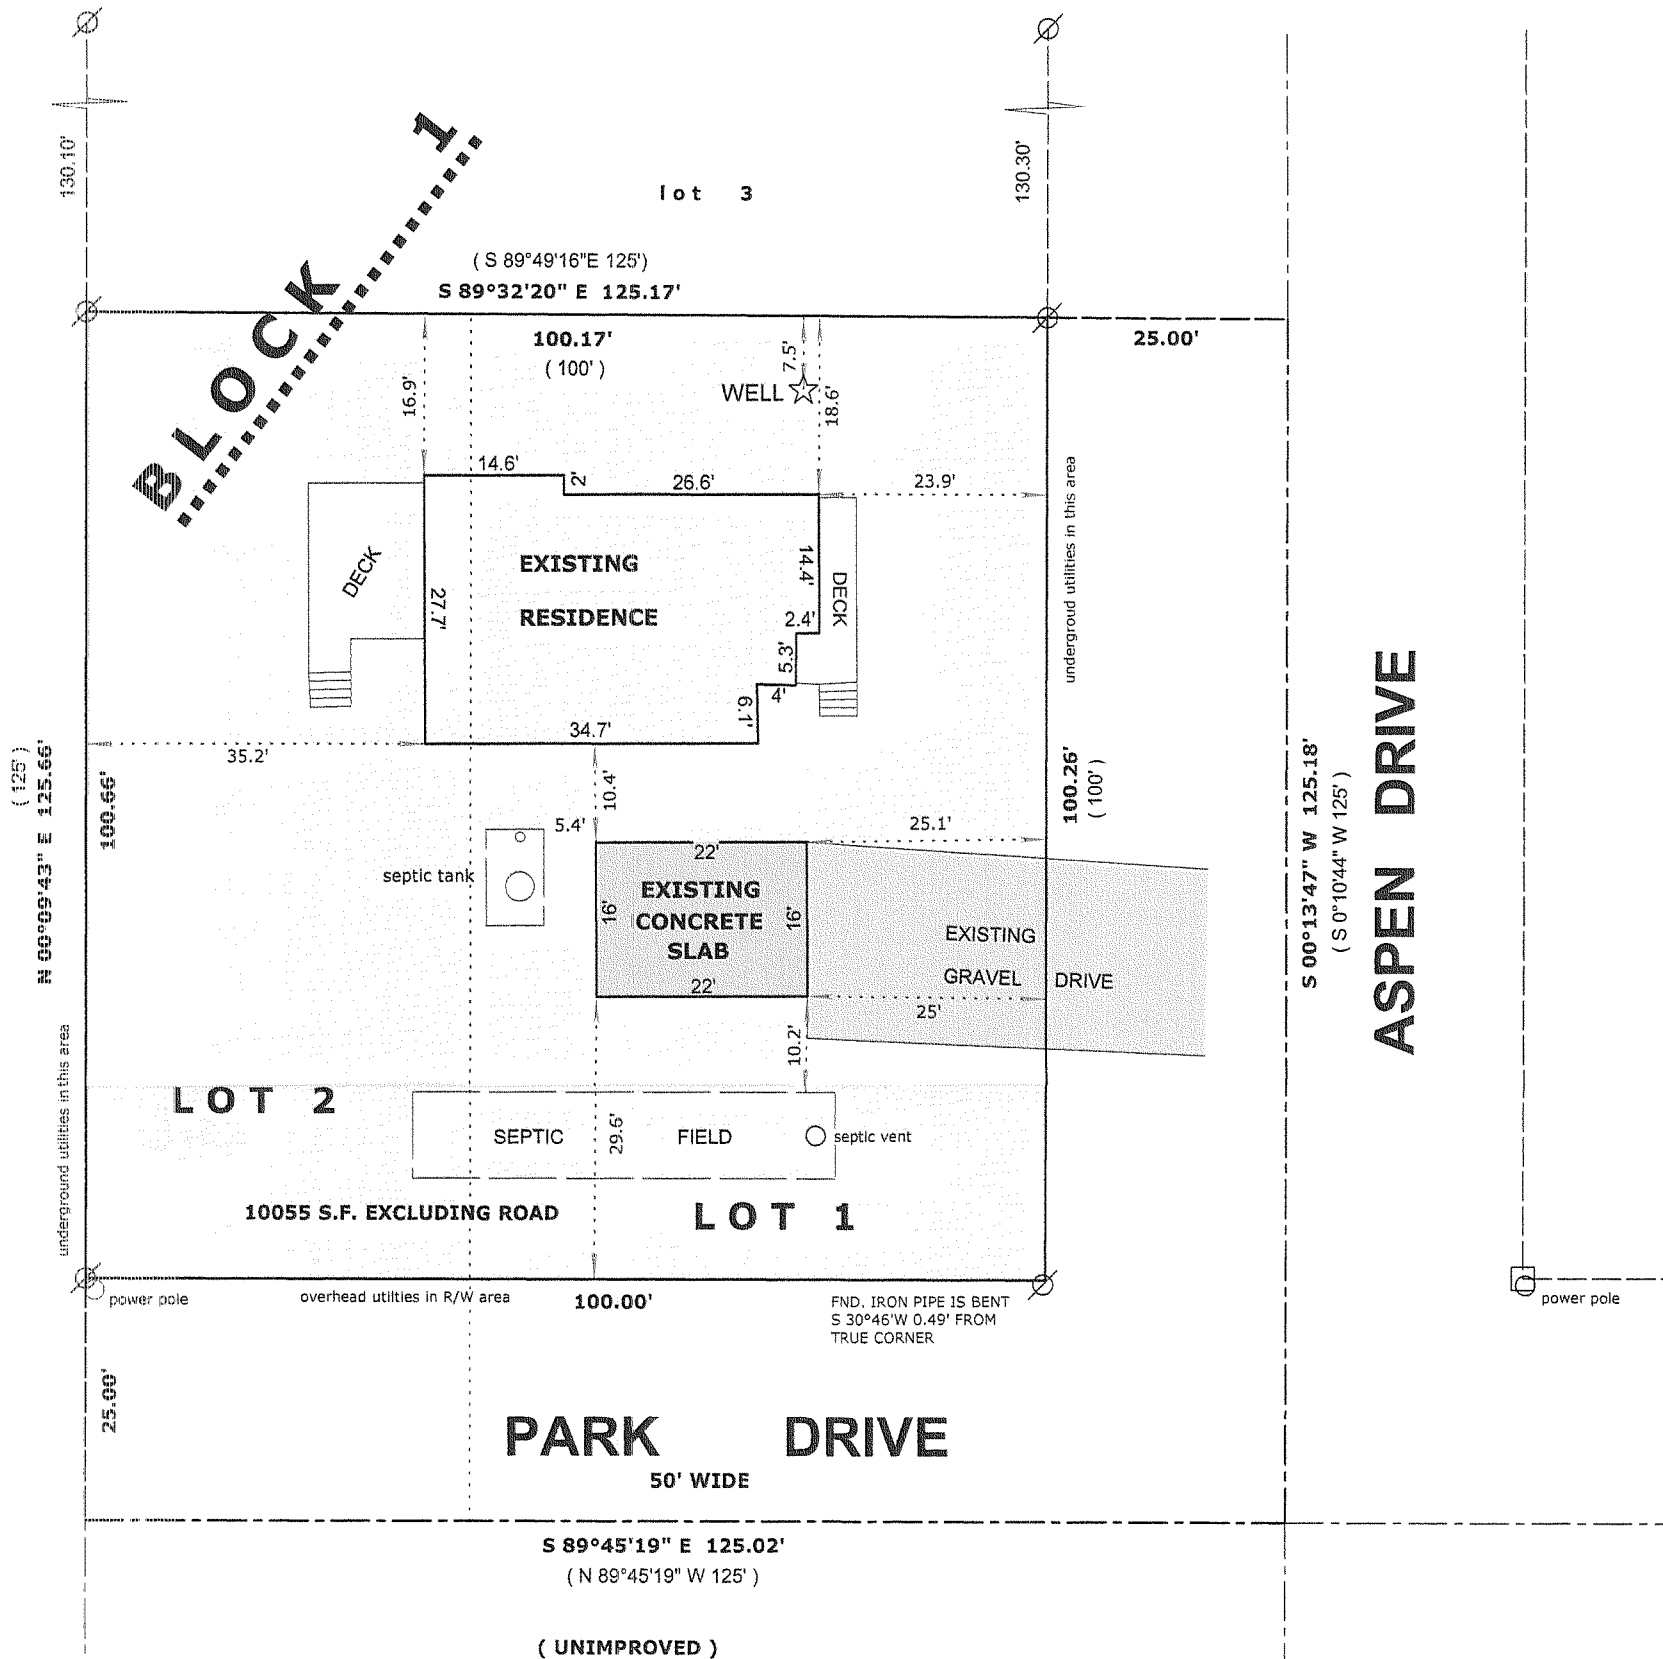 130.10'
BLOCK 1
lot 3
130.30'
( S 89°49'16"E 125')
S 89°32'20" E 125.17'
100.17'
( 100' )
25.00'
16.9'
7.5'
WELL
18.6'
14.6'
2'
26.6'
23.9'
undergroud utilities in this area
DECK
EXISTING
RESIDENCE
27.7'
14.4'
DECK
2.4'
5.3'
4'
6.1'
34.7'
35.2'
( 125' )
N 00°09'43" E 125.66'
100.66'
10.4'
100.26'
( 100' )
S 00°13'47" W 125.18'
( S 0°10'44" W 125' )
ASPEN DRIVE
5.4'
25.1'
septic tank
22'
EXISTING
CONCRETE
SLAB
16'
16'
22'
EXISTING
GRAVEL DRIVE
25'
10.2'
underground utilities in this area
LOT 2
SEPTIC FIELD
29.6'
septic vent
10055 S.F. EXCLUDING ROAD
LOT 1
power pole
overhead utilties in R/W area
100.00'
FND. IRON PIPE IS BENT
S 30°46'W 0.49' FROM
TRUE CORNER
power pole
25.00'
PARK DRIVE
50' WIDE
S 89°45'19" E 125.02'
( N 89°45'19" W 125' )
( UNIMPROVED )